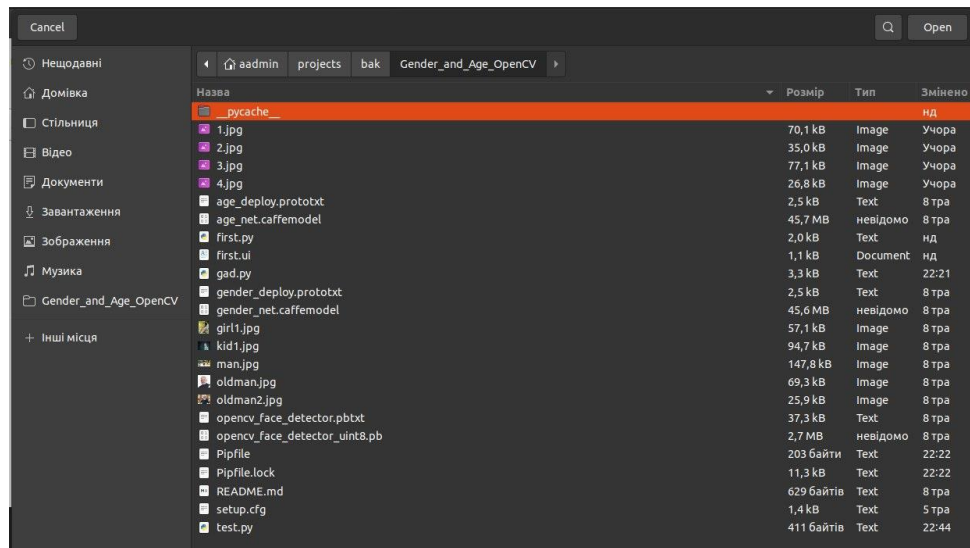 Cancel Open
Нещодавні
Домівка
Стільниця
Відео
Документи
Завантаження
Зображення
Музика
Gender_and_Age_OpenCV
Інші місця
aadmin projects bak Gender_and_Age_OpenCV
Назва Розмір Тип Змінено
__pycache__ нд
1.jpg 70,1 kB Image Учора
2.jpg 35,0 kB Image Учора
3.jpg 77,1 kB Image Учора
4.jpg 26,8 kB Image Учора
age_deploy.prototxt 2,5 kB Text 8 тра
age_net.caffemodel 45,7 MB невідомо 8 тра
first.py 2,0 kB Text нд
first.ui 1,1 kB Document нд
gad.py 3,3 kB Text 22:21
gender_deploy.prototxt 2,5 kB Text 8 тра
gender_net.caffemodel 45,6 MB невідомо 8 тра
girl1.jpg 57,1 kB Image 8 тра
kid1.jpg 94,7 kB Image 8 тра
man.jpg 147,8 kB Image 8 тра
oldman.jpg 69,3 kB Image 8 тра
oldman2.jpg 25,9 kB Image 8 тра
opencv_face_detector.pbtxt 37,3 kB Text 8 тра
opencv_face_detector_uint8.pb 2,7 MB невідомо 8 тра
Pipfile 203 байти Text 22:22
Pipfile.lock 11,3 kB Text 22:22
README.md 629 байтів Text 8 тра
setup.cfg 1,4 kB Text 5 тра
test.py 411 байтів Text 22:44